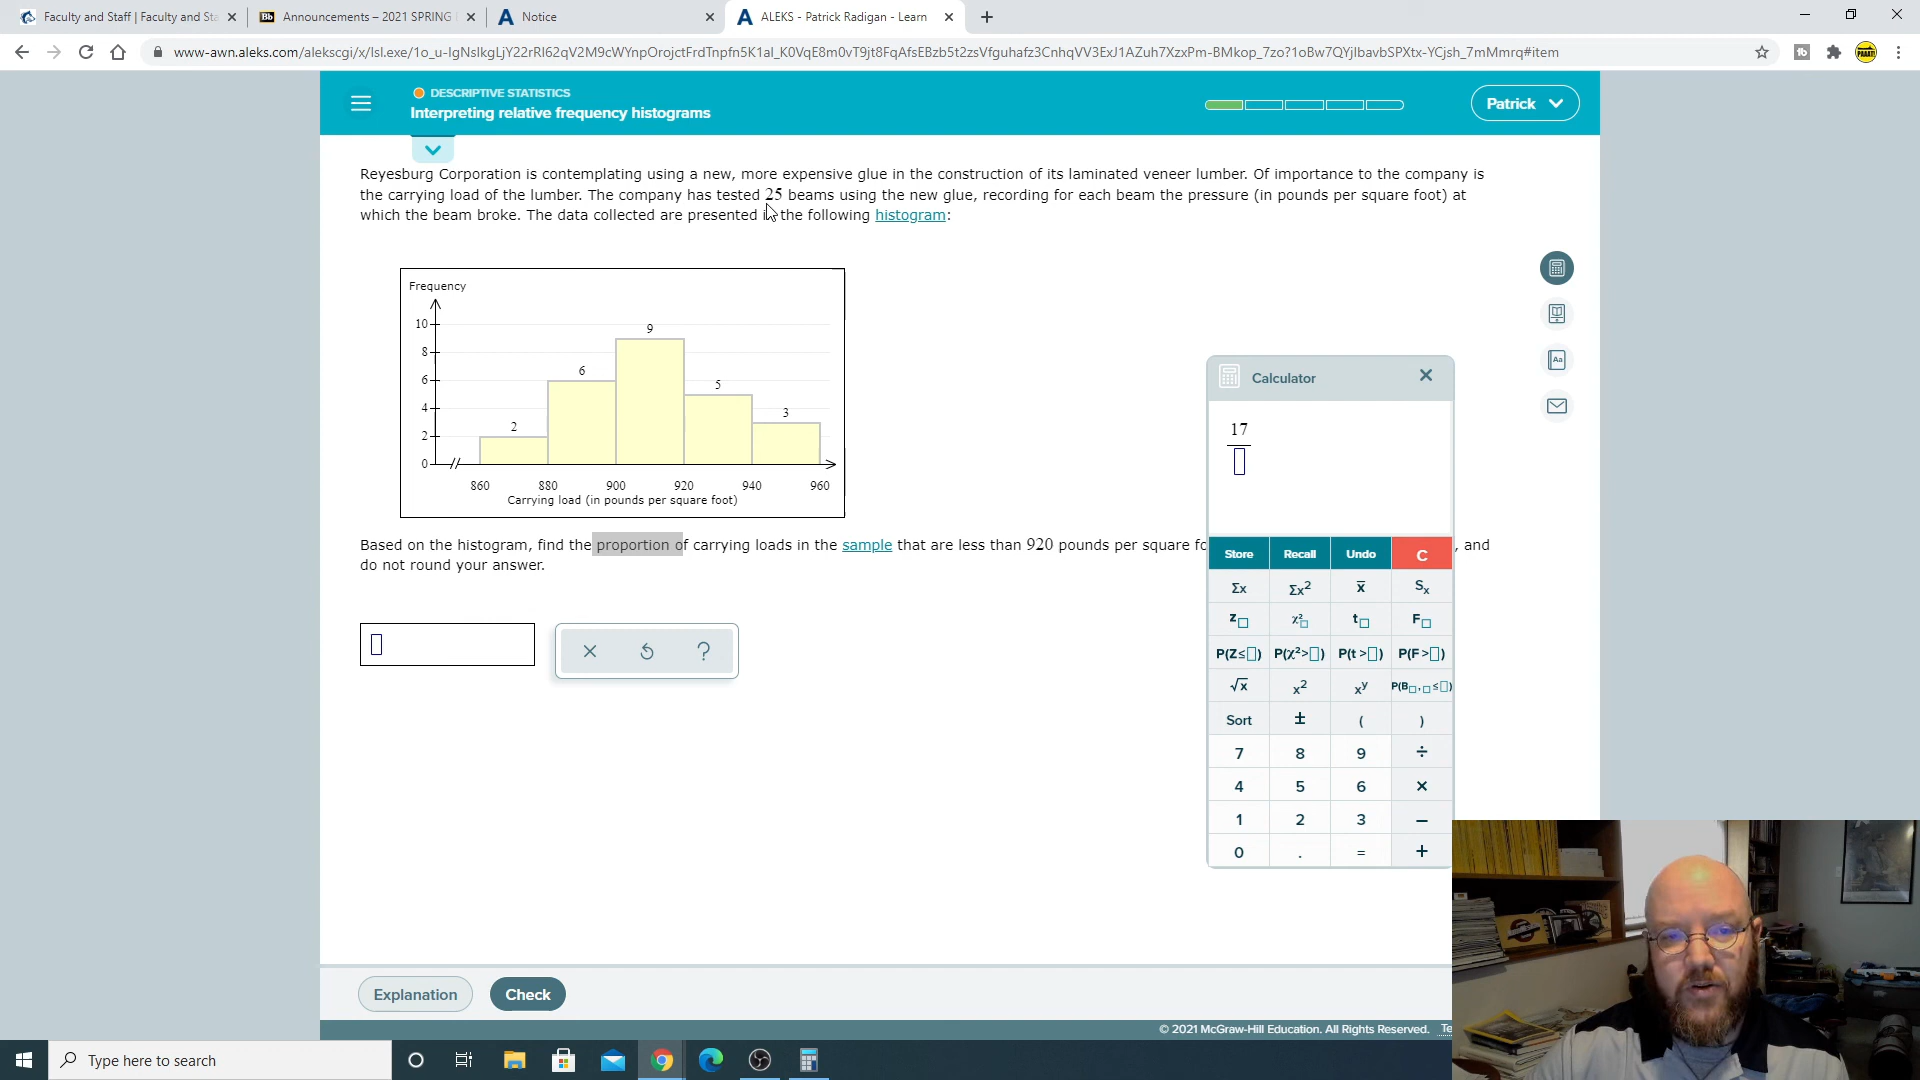 Faculty and Staff | Faculty and Sta
Announcements – 2021 SPRING
Notice
ALEKS - Patrick Radigan - Learn
www-awn.aleks.com/alekscgi/x/Isl.exe/1o_u-IgNsIkgLjY22rRI62qV2M9cWYnpOrojctFrdTnpfn5K1al_K0VqE8m0vT9jt8FqAfsEBzb5t2zsVfguhafz3CnhqVV3ExJ1AZuh7XzxPm-BMkop_7zo?1oBw7QYjIbavbSPXtx-YCjsh_7mMmrq#item
DESCRIPTIVE STATISTICS
Interpreting relative frequency histograms
Patrick
Reyesburg Corporation is contemplating using a new, more expensive glue in the construction of its laminated veneer lumber. Of importance to the company is
the carrying load of the lumber. The company has tested 25 beams using the new glue, recording for each beam the pressure (in pounds per square foot) at
which the beam broke. The data collected are presented in the following histogram:
Frequency
10
8
6
4
2
0
2
6
9
5
3
860 880 900 920 940 960
Carrying load (in pounds per square foot)
Calculator
17
Based on the histogram, find the proportion of carrying loads in the sample that are less than 920 pounds per square fo , and
do not round your answer.
Store Recall Undo C
Σx Σx² x̅ Sx
Z χ² t F
P(Z≤▯) P(χ²>▯) P(t >▯) P(F >▯)
√x x² xʸ P(B▯,▯≤▯)
Sort ± ( )
7 8 9 ÷
4 5 6 ×
1 2 3 −
0 . = +
?
Explanation
Check
© 2021 McGraw-Hill Education. All Rights Reserved. Te
Type here to search